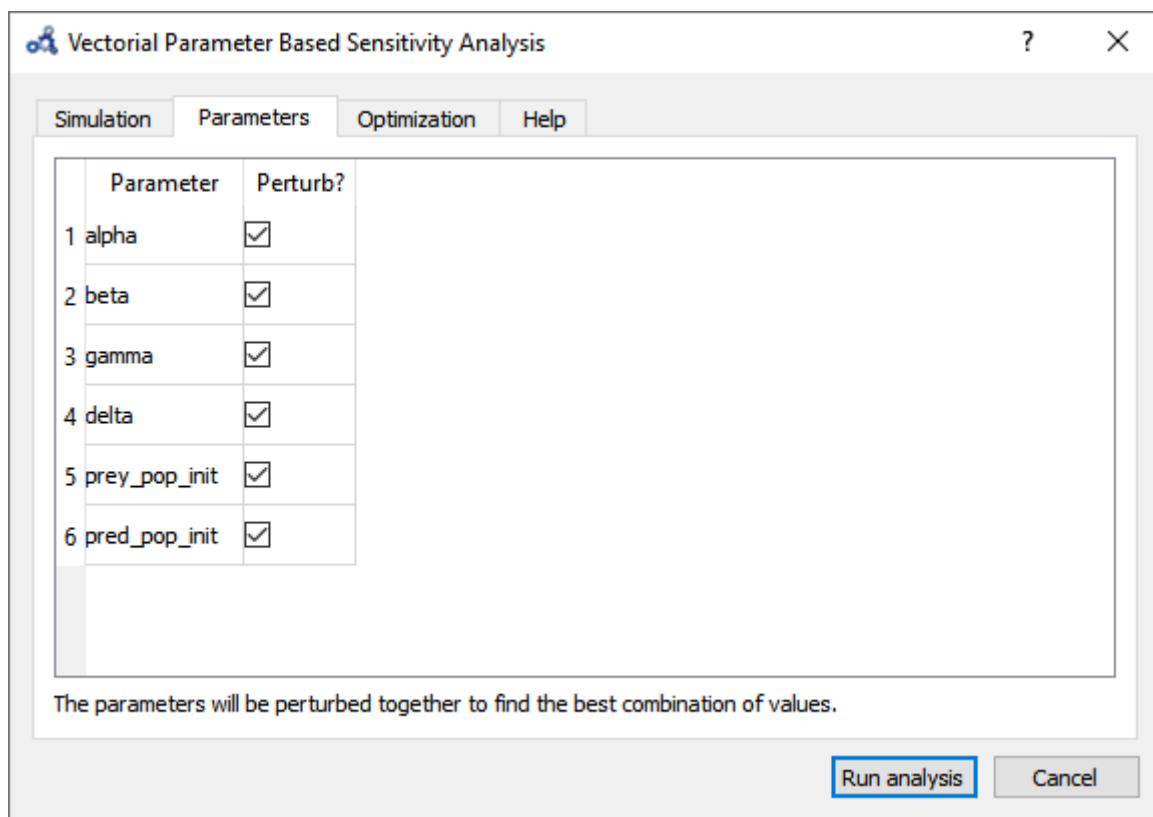 Vectorial Parameter Based Sensitivity Analysis ?
Simulation Parameters Optimization Help
Parameter Perturb?
1 alpha
2 beta
3 gamma
4 delta
5 prey_pop_init
6 pred_pop_init
The parameters will be perturbed together to find the best combination of values.
Run analysis Cancel